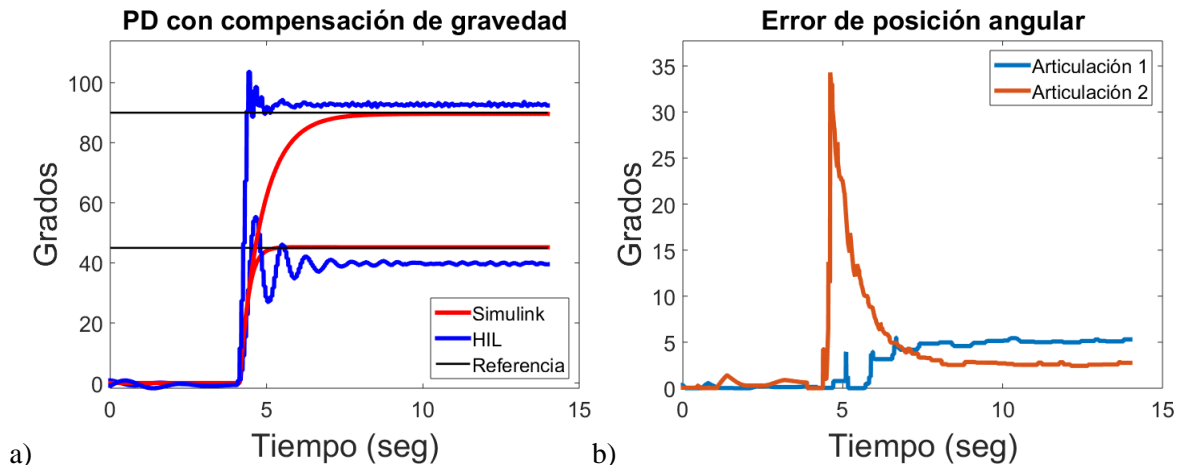 PD con compensación de gravedad
100
80
60
40
20
0
Grados
0
5
10
15
Tiempo (seg)
Simulink
HIL
Referencia
a)
Error de posición angular
35
30
25
20
15
10
5
0
Grados
0
5
10
15
Tiempo (seg)
Articulación 1
Articulación 2
b)